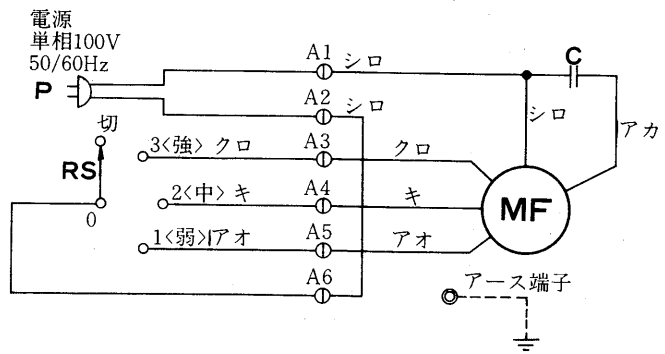 電源
単相100V
50/60Hz
P
A1 シロ
C
A2 シロ
シロ
アカ
切
3<強> クロ A3 クロ
RS
2<中> キ A4 キ
MF
0
1<弱> アオ A5 アオ
A6
アース端子